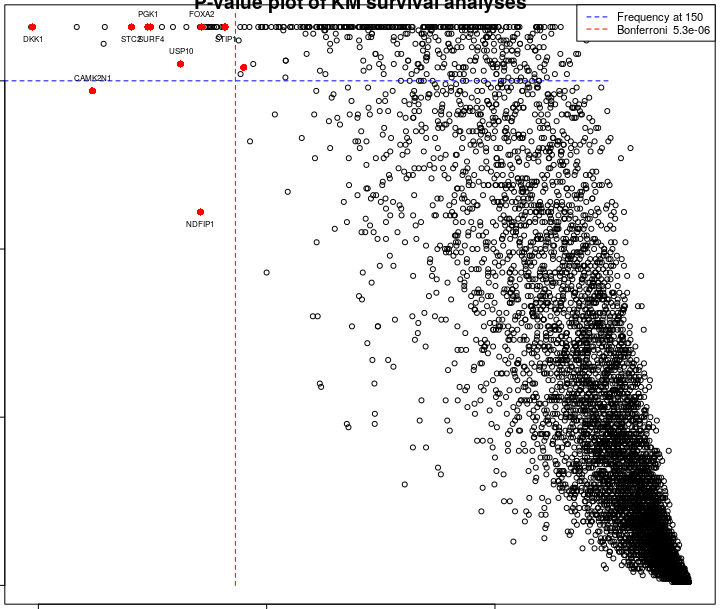 P-value plot of KM survival analyses
Frequency at 150
Bonferroni 5.3e-06
PGK1
FOXA2
DKK1
STC2
SURF4
STIP1
USP10
CAMK2N1
NDFIP1